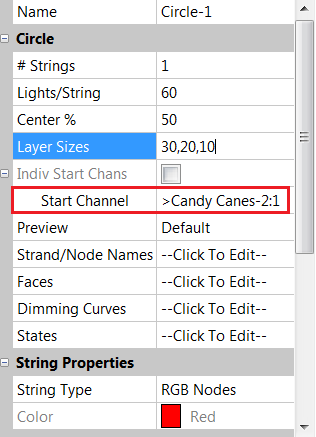 Name Circle-1
Circle
# Strings 1
Lights/String 60
Center % 50
Layer Sizes 30,20,10
Indiv Start Chans
Start Channel >Candy Canes-2:1
Preview Default
Strand/Node Names --Click To Edit--
Faces --Click To Edit--
Dimming Curves --Click To Edit--
States --Click To Edit--
String Properties
String Type RGB Nodes
Color Red